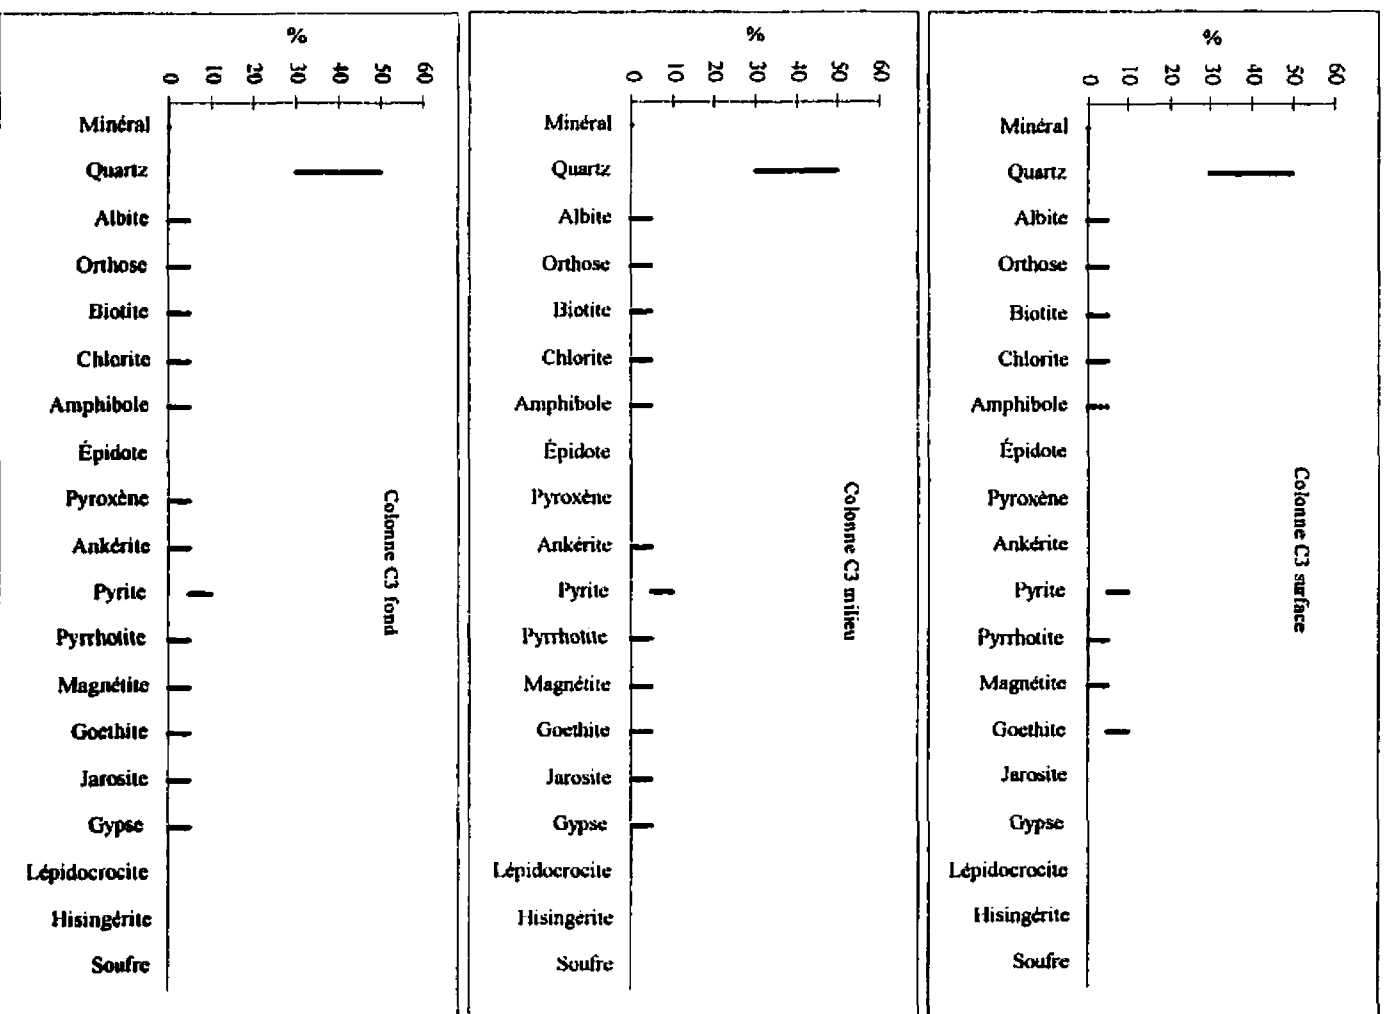 %
0 10 20 30 40 50 60
Minéral
Quartz
Albite
Orthose
Biotite
Chlorite
Amphibole
Épidote
Pyroxène
Ankérite
Pyrite
Pyrrhotite
Magnétite
Goethite
Jarosite
Gypse
Lépidocrocite
Hisingérite
Soufre
Colonne C3 fond
%
0 10 20 30 40 50 60
Minéral
Quartz
Albite
Orthose
Biotite
Chlorite
Amphibole
Épidote
Pyroxène
Ankérite
Pyrite
Pyrrhotite
Magnétite
Goethite
Jarosite
Gypse
Lépidocrocite
Hisingérite
Soufre
Colonne C3 milieu
%
0 10 20 30 40 50 60
Minéral
Quartz
Albite
Orthose
Biotite
Chlorite
Amphibole
Épidote
Pyroxène
Ankérite
Pyrite
Pyrrhotite
Magnétite
Goethite
Jarosite
Gypse
Lépidocrocite
Hisingérite
Soufre
Colonne C3 surface